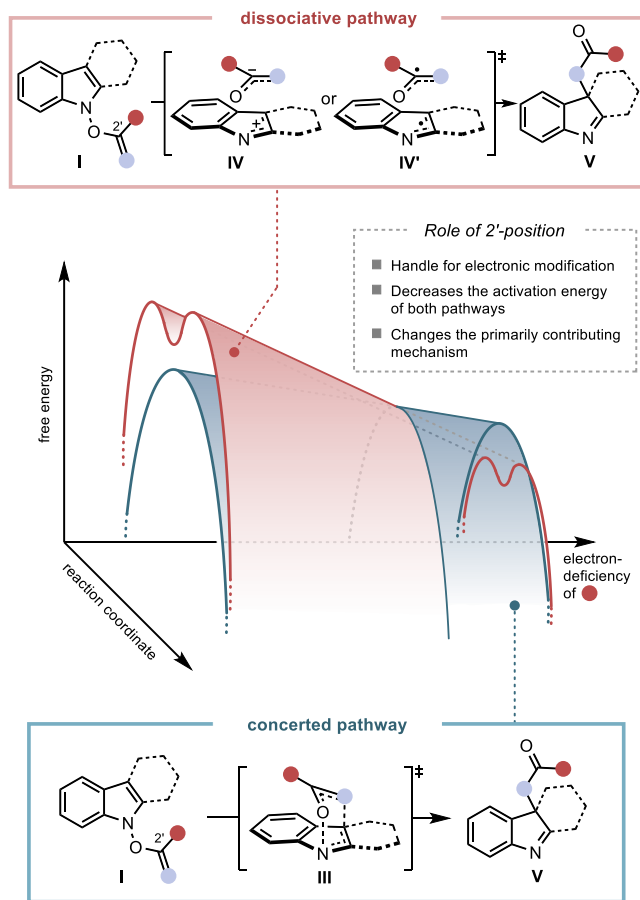 dissociative pathway
N
O
2'
I
−
O
+
N
IV
or
•
O
•
N
IV'
‡
O
N
V
Role of 2'-position
Handle for electronic modification
Decreases the activation energy
of both pathways
Changes the primarily contributing
mechanism
free energy
reaction coordinate
electron-
deficiency
of
concerted pathway
N
O
2'
I
O
N
III
‡
O
N
V